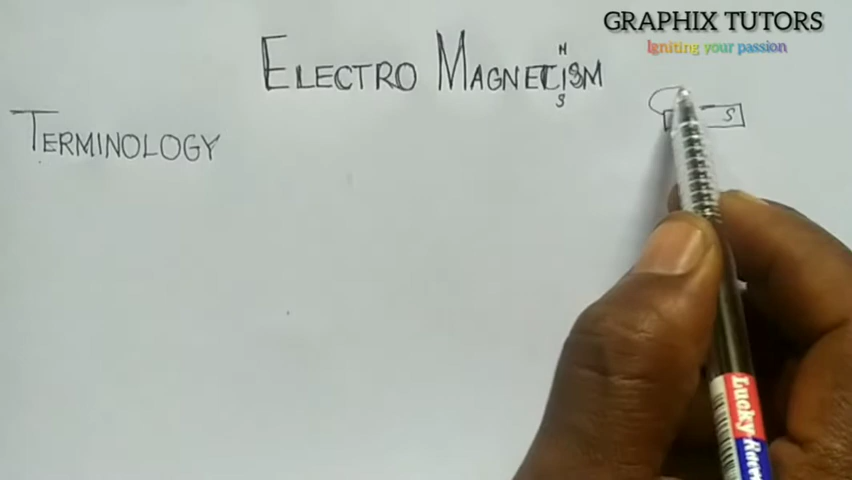 GRAPHIX TUTORS
Igniting your passion
N
ELECTRO MAGNETISM
S
S
TERMINOLOGY
Lucky